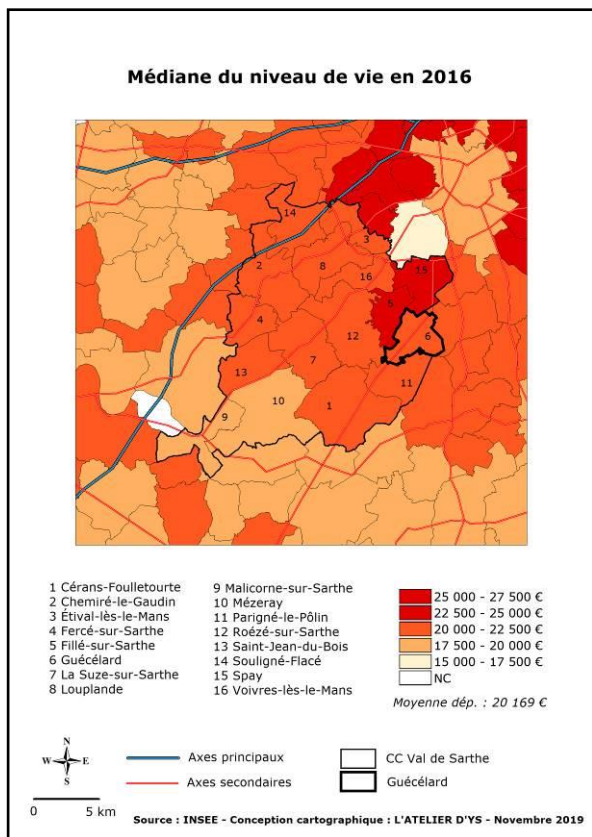 Médiane du niveau de vie en 2016
14
3
2
8
16
15
5
4
12
6
7
13
11
10
1
9
1 Cérans-Foulletourte
2 Chemiré-le-Gaudin
3 Étival-lès-le-Mans
4 Fercé-sur-Sarthe
5 Fillé-sur-Sarthe
6 Guécélard
7 La Suze-sur-Sarthe
8 Louplande
9 Malicorne-sur-Sarthe
10 Mézeray
11 Parigné-le-Pôlin
12 Roézé-sur-Sarthe
13 Saint-Jean-du-Bois
14 Souligné-Flacé
15 Spay
16 Voivres-lès-le-Mans
25 000 - 27 500 €
22 500 - 25 000 €
20 000 - 22 500 €
17 500 - 20 000 €
15 000 - 17 500 €
NC
Moyenne dép. : 20 169 €
N
W E
S
0 5 km
Axes principaux
Axes secondaires
CC Val de Sarthe
Guécélard
Source : INSEE - Conception cartographique : L'ATELIER D'YS - Novembre 2019